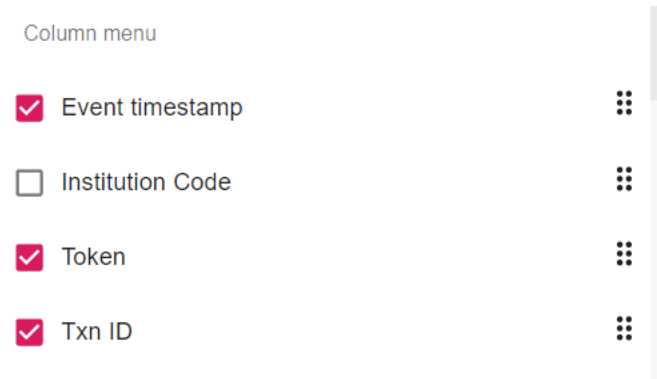 Column menu
Event timestamp
Institution Code
Token
Txn ID